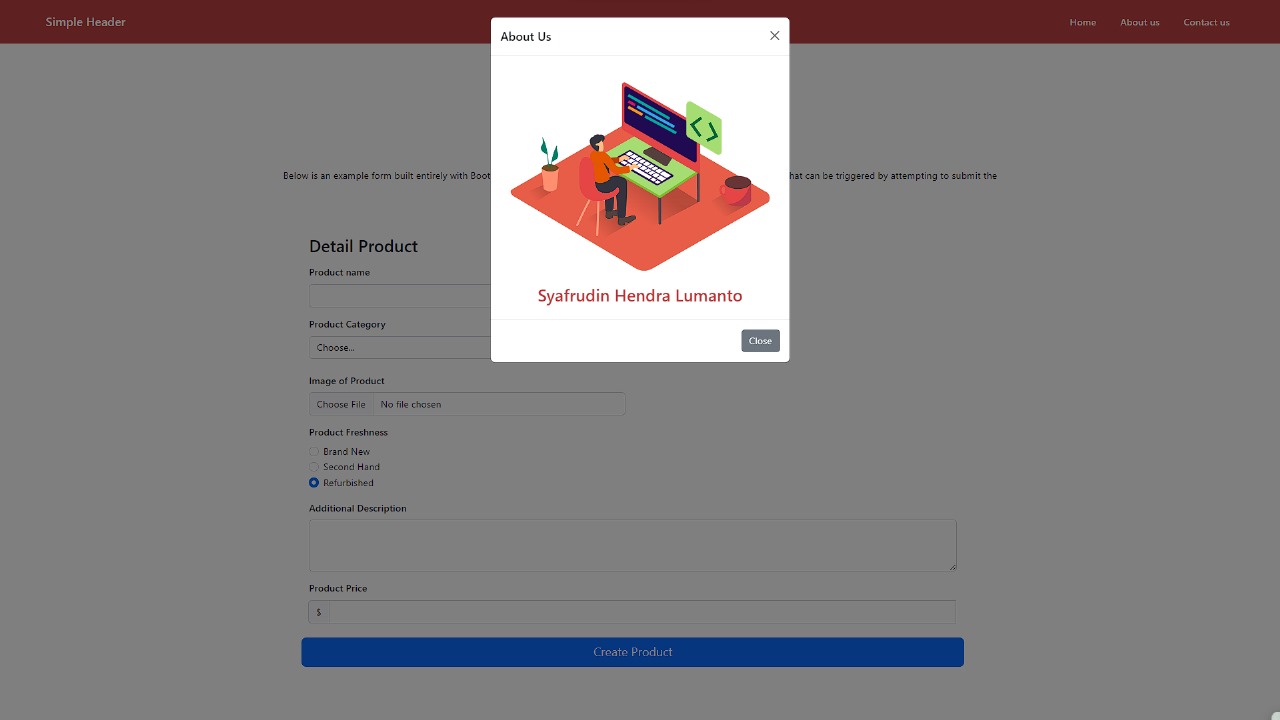 Simple Header
Home
About us
Contact us
About Us
Below is an example form built entirely with Boot
hat can be triggered by attempting to submit the
Syafrudin Hendra Lumanto
Close
Detail Product
Product name
Product Category
Choose...
Image of Product
Choose File
No file chosen
Product Freshness
Brand New
Second Hand
Refurbished
Additional Description
Product Price
$
Create Product